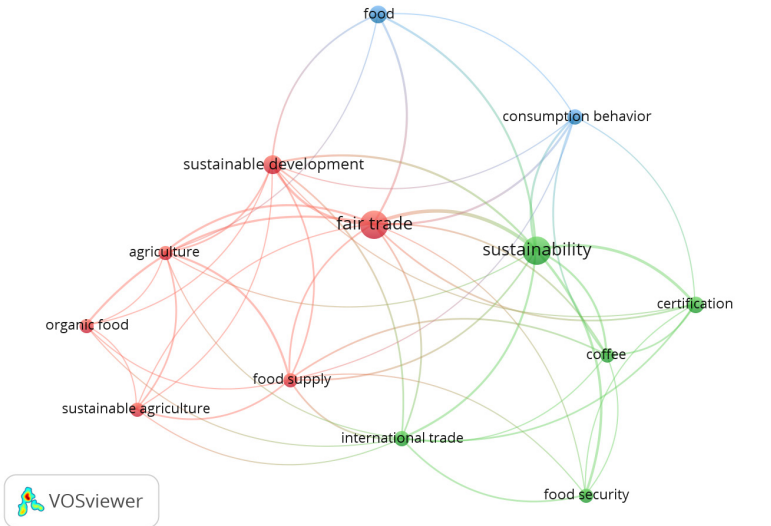 food
consumption behavior
sustainable development
fair trade
sustainability
agriculture
certification
organic food
coffee
food supply
sustainable agriculture
international trade
food security
VOSviewer